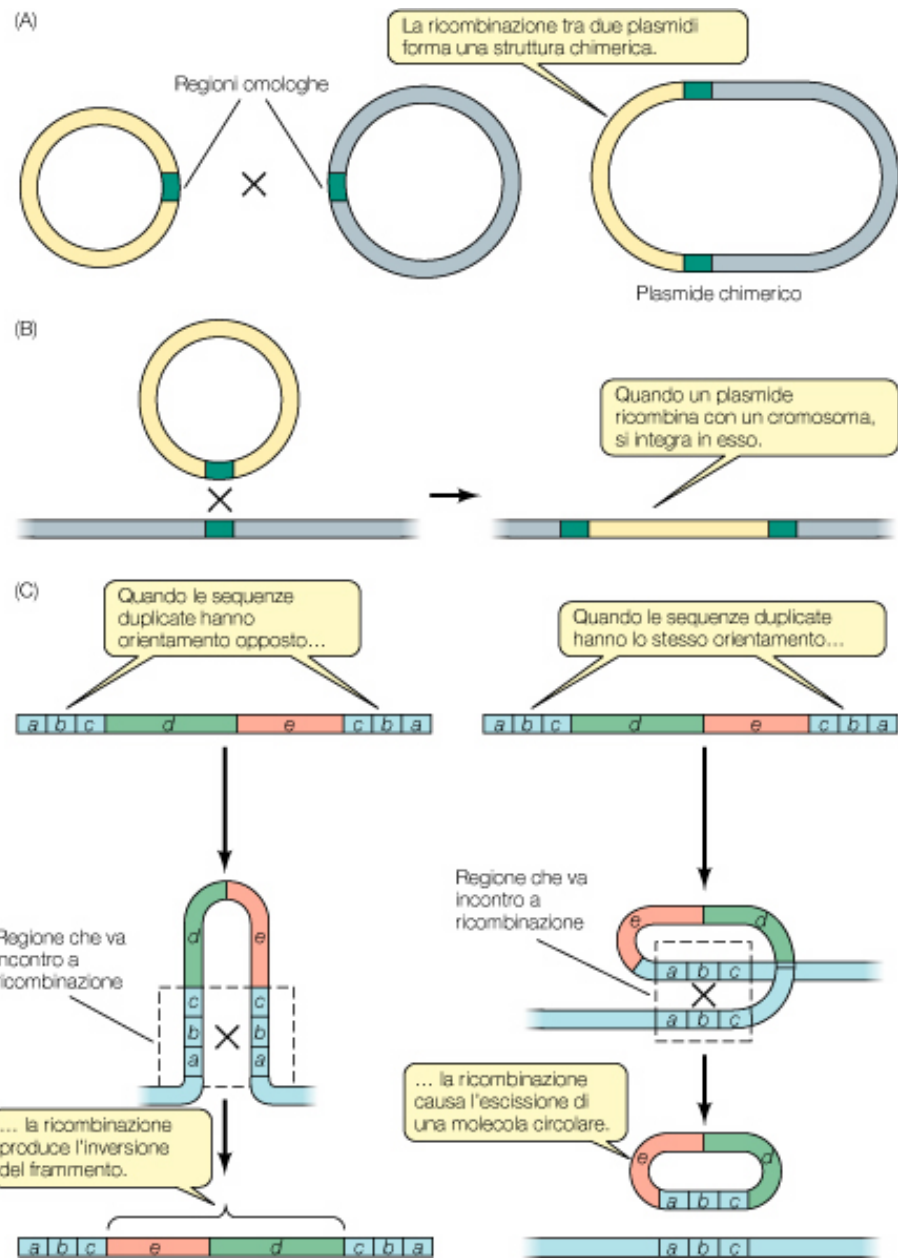 (A)
La ricombinazione tra due plasmidi
forma una struttura chimerica.
Regioni omologhe
Plasmide chimerico
(B)
Quando un plasmide
ricombina con un cromosoma,
si integra in esso.
(C)
Quando le sequenze
duplicate hanno
orientamento opposto…
a b c d e c b a
Regione che va
incontro a
ricombinazione
d e
c c
b b
a a
… la ricombinazione
produce l'inversione
del frammento.
a b c e d c b a
Quando le sequenze duplicate
hanno lo stesso orientamento…
a b c d e c b a
Regione che va
incontro a
ricombinazione
e d
a b c
a b c
… la ricombinazione
causa l'escissione di
una molecola circolare.
e d
a b c
a b c